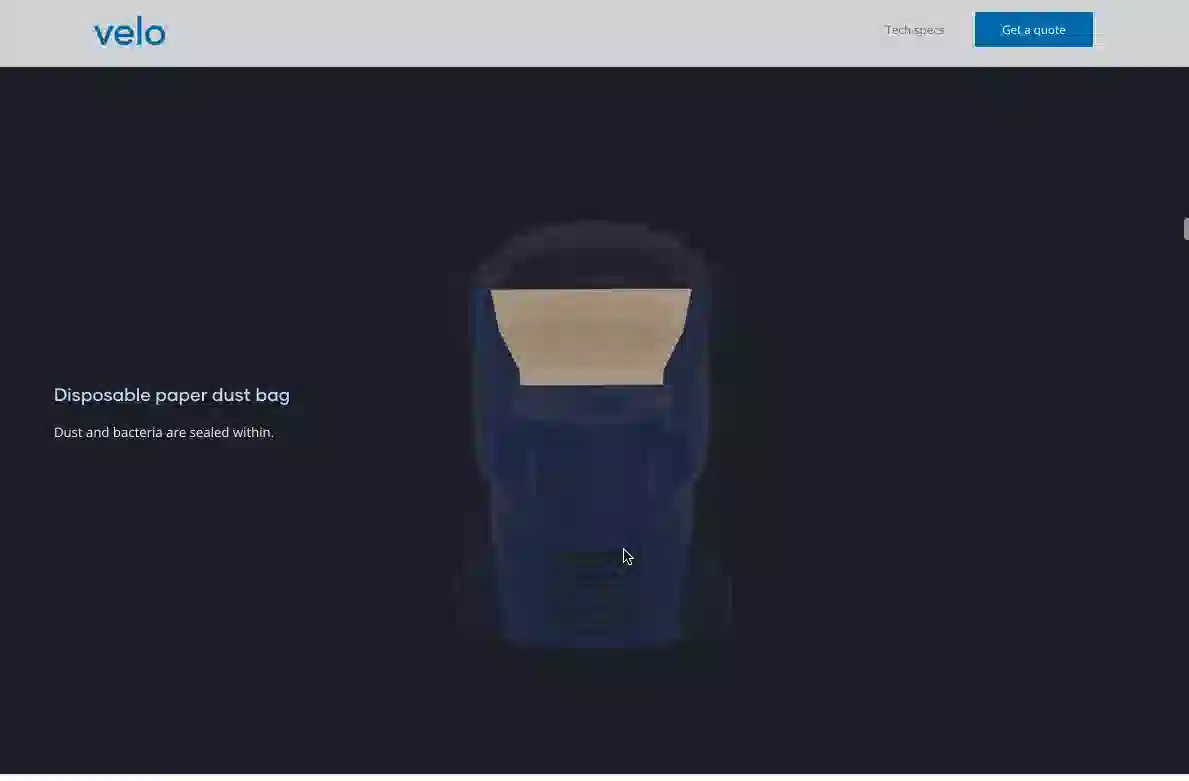 velo
Tech specs
Get a quote
Disposable paper dust bag
Dust and bacteria are sealed within.